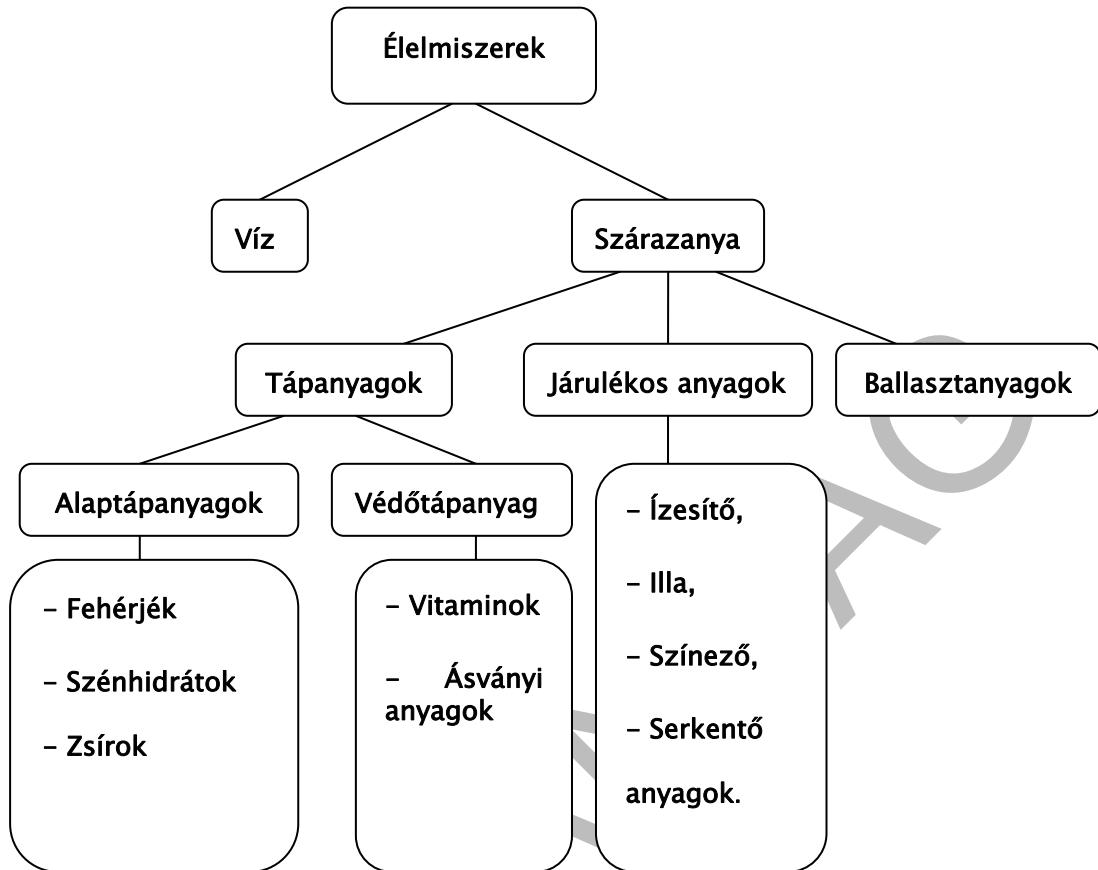 Élelmiszerek
Víz
Szárazanya
Tápanyagok
Járulékos anyagok
Ballasztanyagok
Alaptápanyagok
Védőtápanyag
– Fehérjék
– Szénhidrátok
– Zsírok
– Vitaminok
– Ásványi
anyagok
– Ízesítő,
– Illa,
– Színező,
– Serkentő
anyagok.